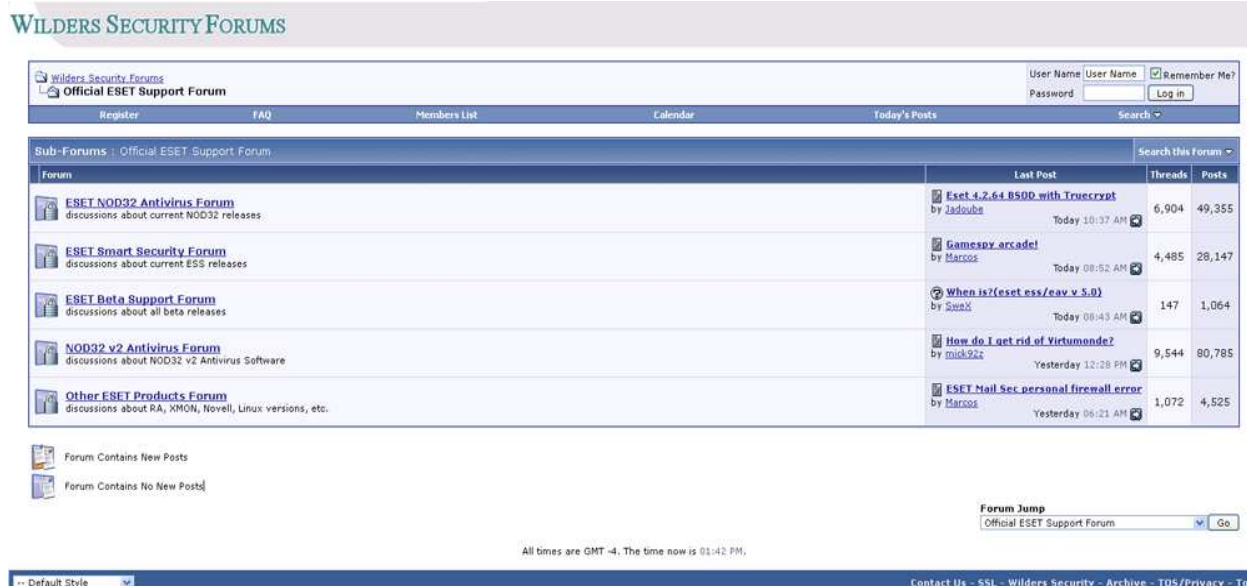 WILDERS SECURITY FORUMS
Wilders Security Forums
Official ESET Support Forum
User Name User Name Remember Me?
Password Log in
Register FAQ Members List Calendar Today's Posts Search
Sub-Forums : Official ESET Support Forum Search this Forum
Forum Last Post Threads Posts
ESET NOD32 Antivirus Forum
discussions about current NOD32 releases
Eset 4.2.64 BSOD with Truecrypt
by Jadoube
Today 10:37 AM
6,904 49,355
ESET Smart Security Forum
discussions about current ESS releases
Gamespy arcade!
by Marcos
Today 08:52 AM
4,485 28,147
ESET Beta Support Forum
discussions about all beta releases
When is?(eset ess/eav v 5.0)
by SweX
Today 08:43 AM
147 1,064
NOD32 v2 Antivirus Forum
discussions about NOD32 v2 Antivirus Software
How do I get rid of Virtumonde?
by mick92z
Yesterday 12:28 PM
9,544 80,785
Other ESET Products Forum
discussions about RA, XMON, Novell, Linux versions, etc.
ESET Mail Sec personal firewall error
by Marcos
Yesterday 06:21 AM
1,072 4,525
Forum Contains New Posts
Forum Contains No New Posts
Forum Jump
Official ESET Support Forum Go
All times are GMT -4. The time now is 01:42 PM.
-- Default Style Contact Us - SSL - Wilders Security - Archive - TOS/Privacy -